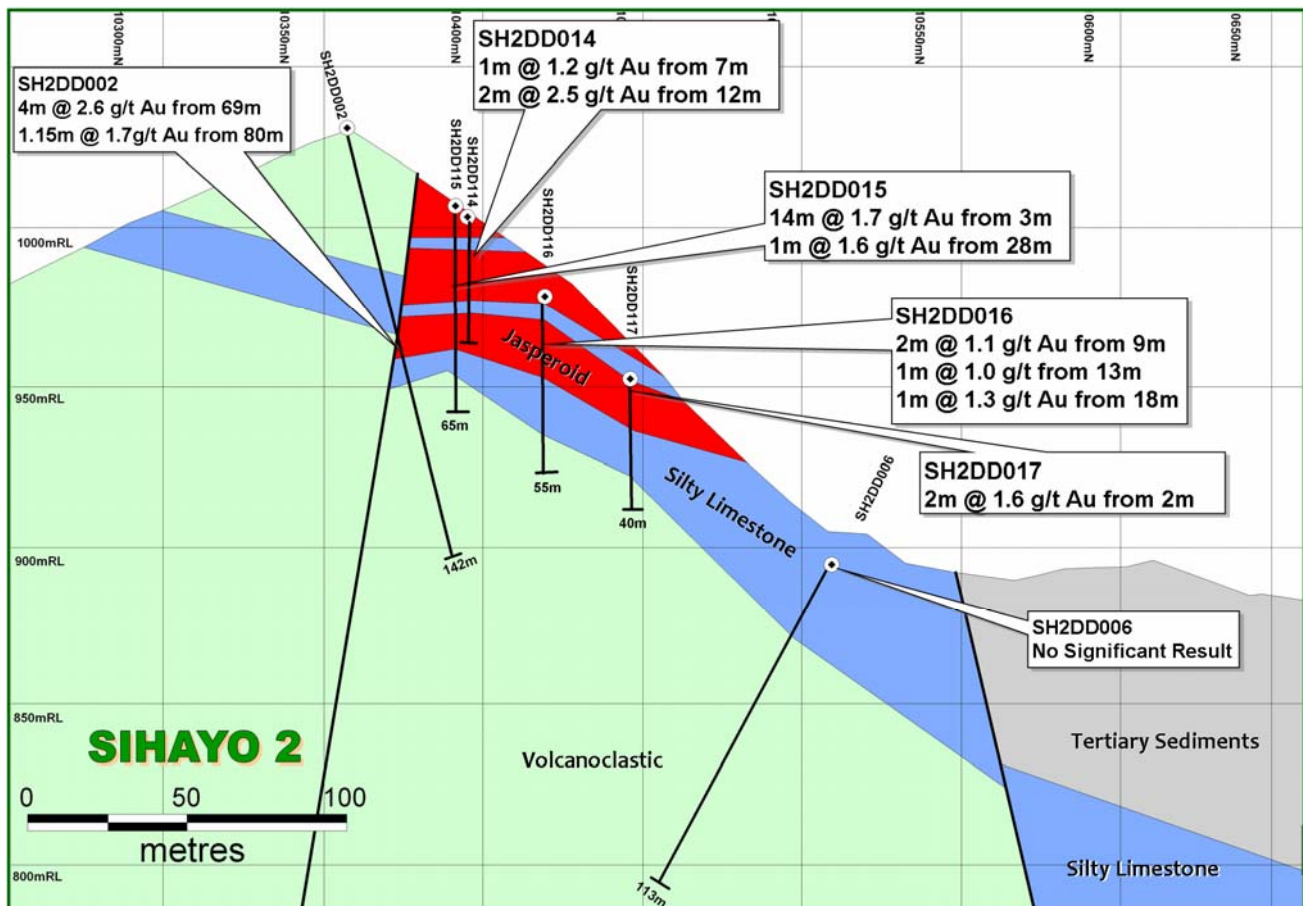 10300mN
10350mN
10400mN
10550mN
0650mN
SH2DD014
1m @ 1.2 g/t Au from 7m
2m @ 2.5 g/t Au from 12m
SH2DD002
4m @ 2.6 g/t Au from 69m
1.15m @ 1.7g/t Au from 80m
SH2DD002
SH2DD115
SH2DD114
SH2DD116
SH2DD117
SH2DD015
14m @ 1.7 g/t Au from 3m
1m @ 1.6 g/t Au from 28m
1000mRL
SH2DD016
2m @ 1.1 g/t Au from 9m
1m @ 1.0 g/t from 13m
1m @ 1.3 g/t Au from 18m
Jasperoid
950mRL
65m
55m
40m
142m
SH2DD017
2m @ 1.6 g/t Au from 2m
Silty Limestone
SH2DD006
900mRL
SH2DD006
No Significant Result
850mRL
SIHAYO 2
Volcanoclastic
Tertiary Sediments
0 50 100
metres
800mRL
113m
Silty Limestone